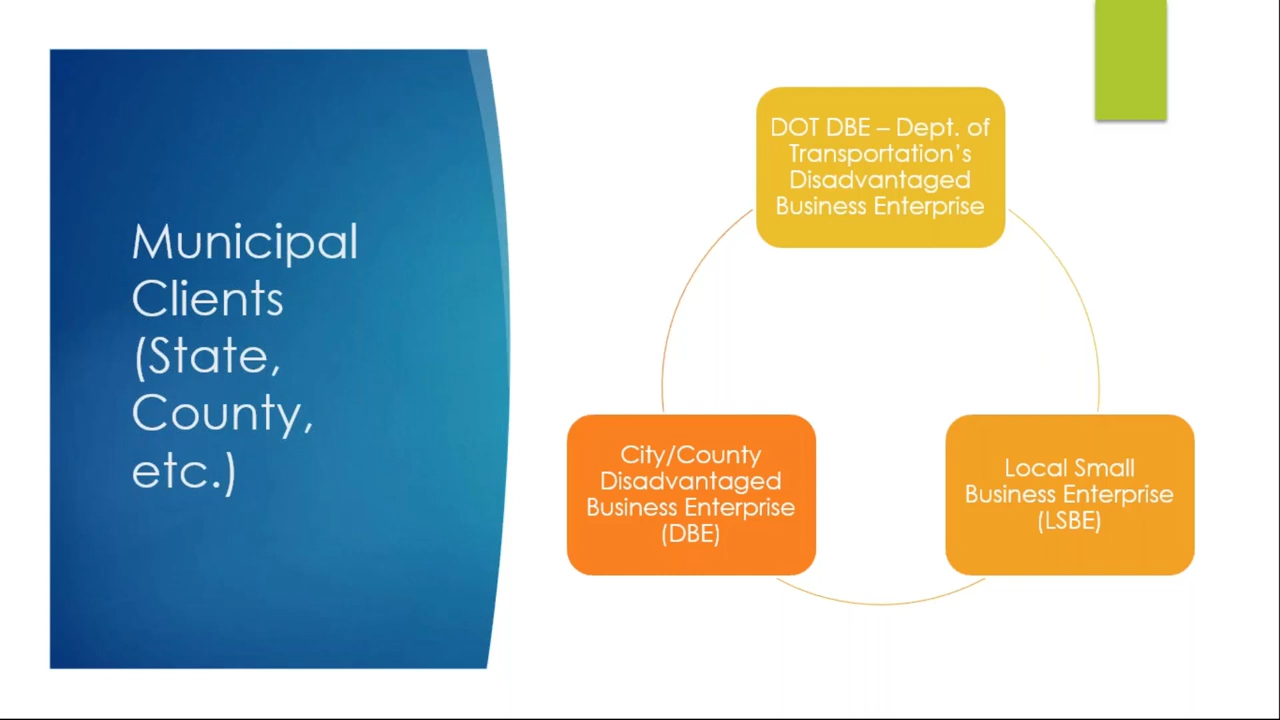 Municipal
Clients
(State,
County,
etc.)
DOT DBE – Dept. of
Transportation's
Disadvantaged
Business Enterprise
City/County
Disadvantaged
Business Enterprise
(DBE)
Local Small
Business Enterprise
(LSBE)